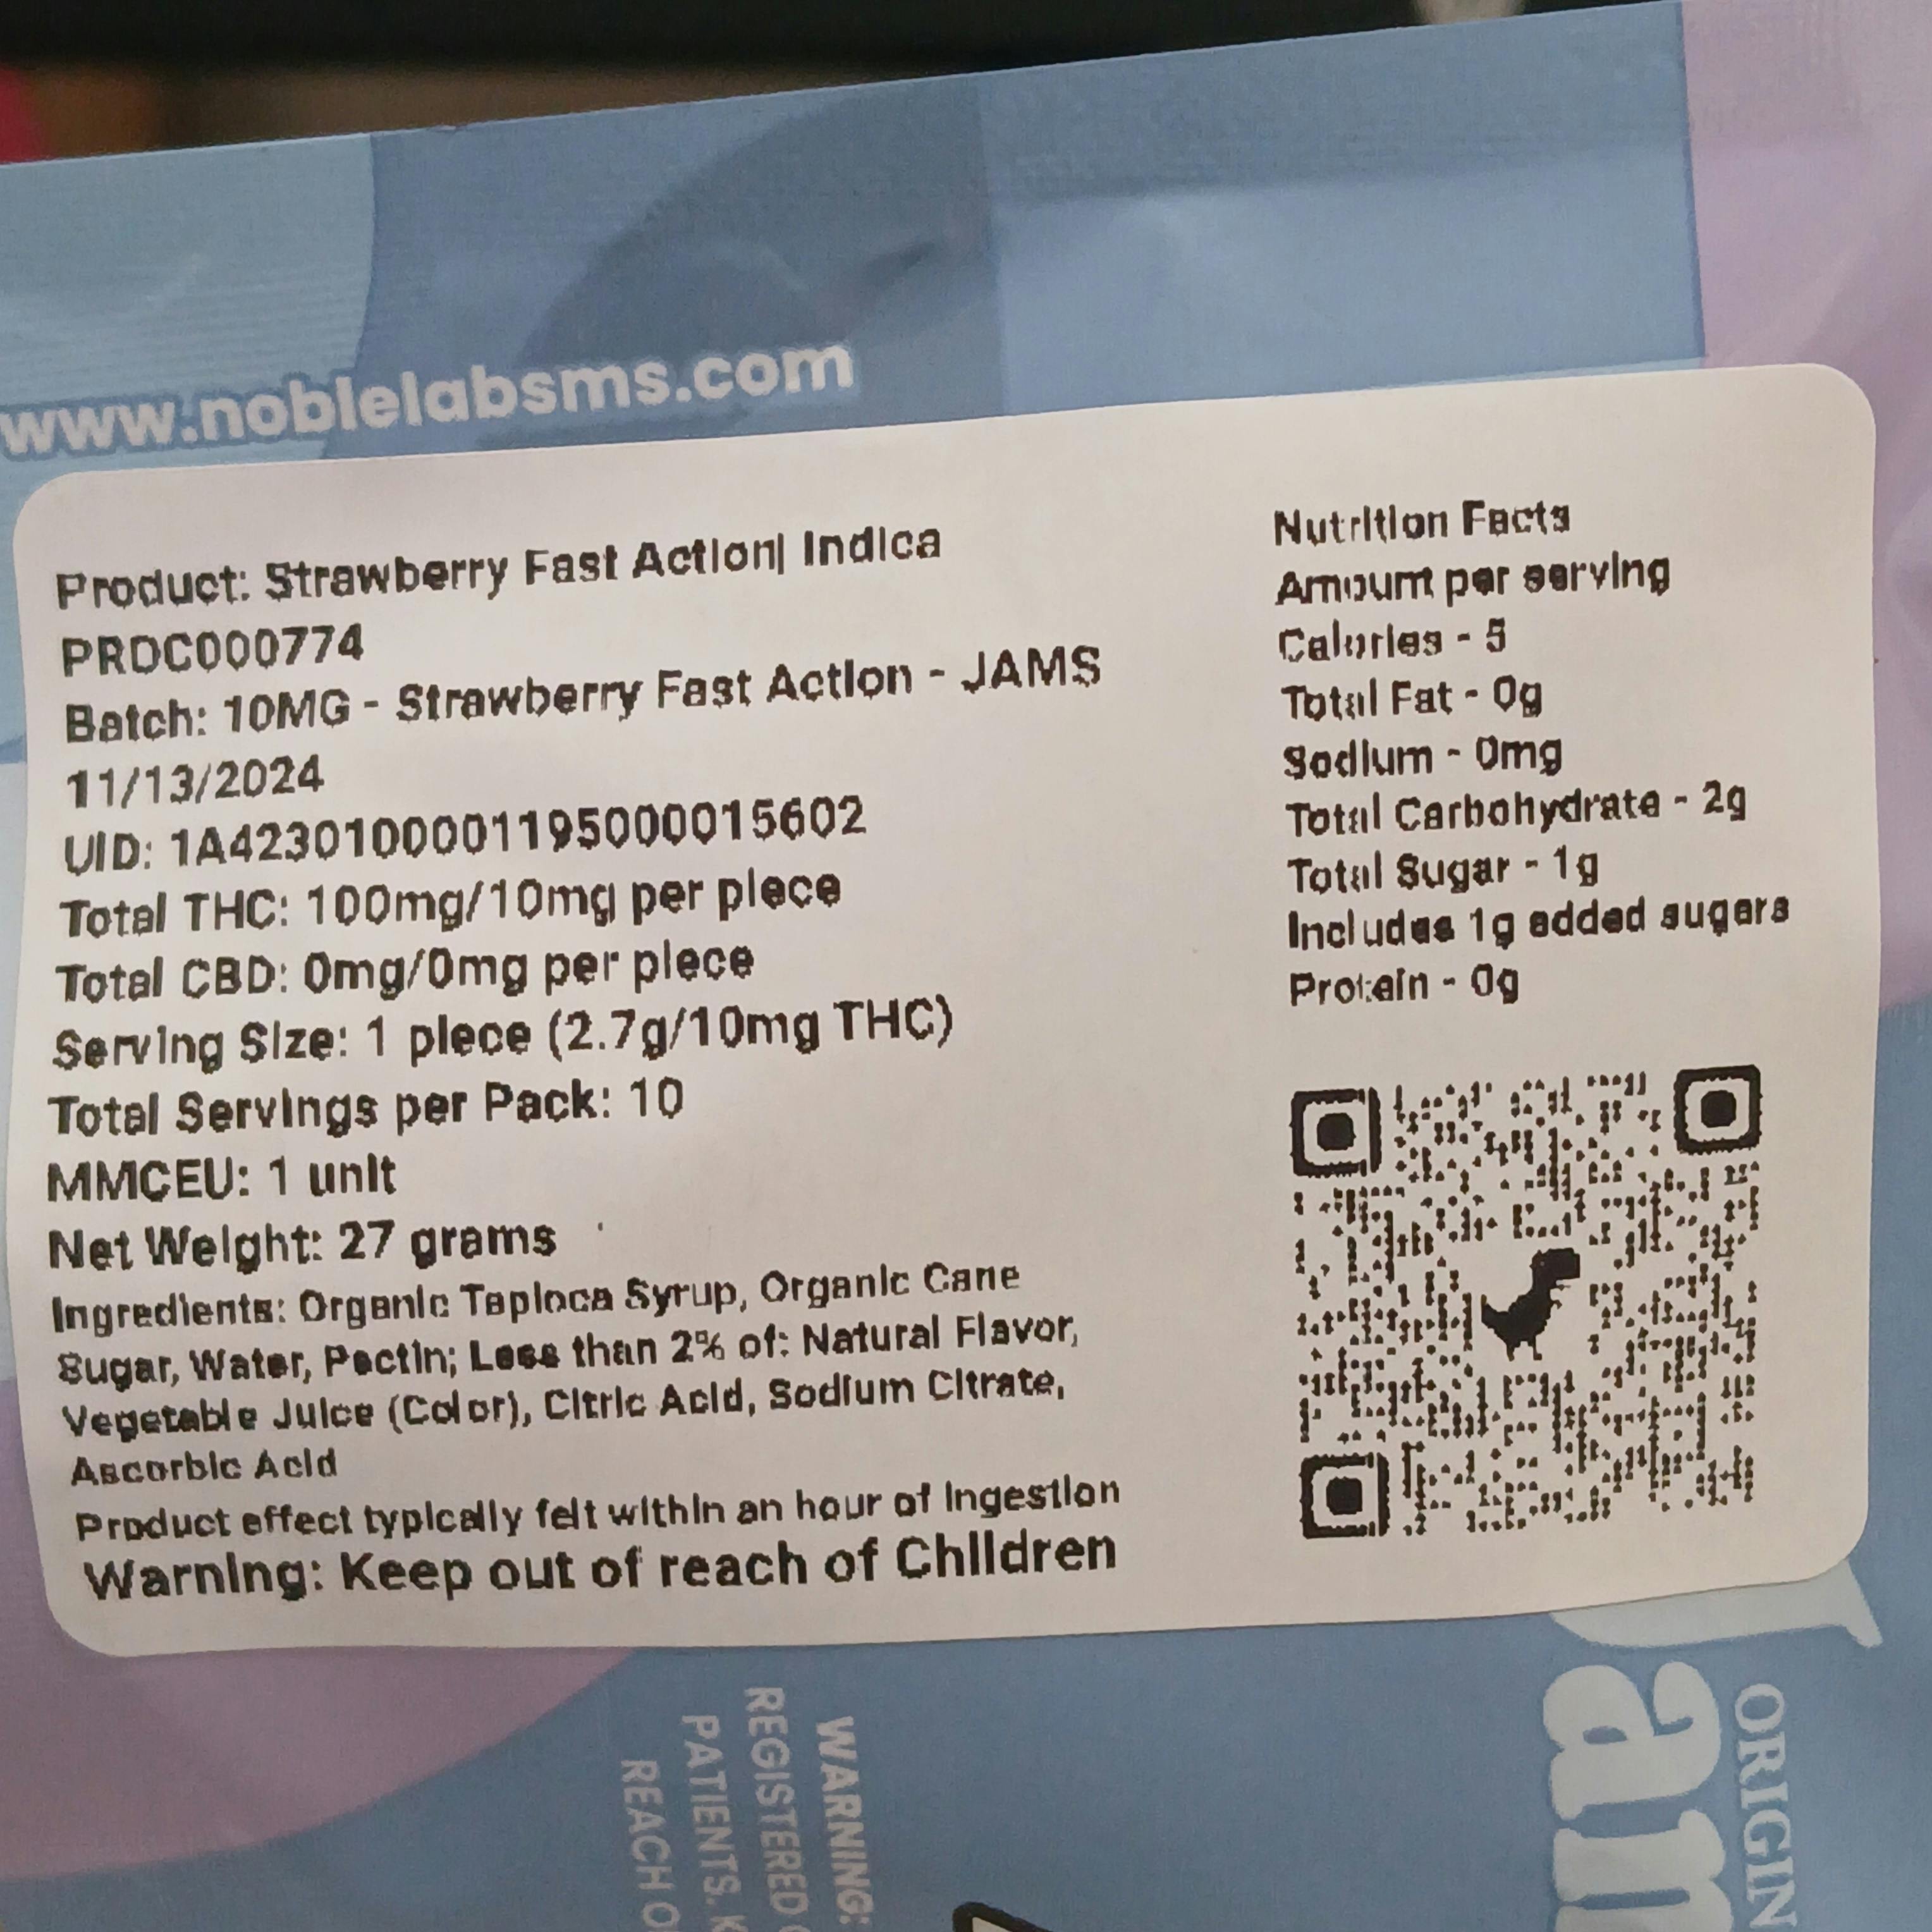 www.noblelabsms.com
Product: Strawberry Fast Action| Indica
PRDC000774
Batch: 10MG - Strawberry Fast Action - JAMS
11/13/2024
UID: 1A4230100001195000015602
Total THC: 100mg/10mg per piece
Total CBD: 0mg/0mg per piece
Serving Size: 1 piece (2.7g/10mg THC)
Total Servings per Pack: 10
MMCEU: 1 unit
Net Weight: 27 grams
Ingredients: Organic Tapioca Syrup, Organic Cane
Sugar, Water, Pectin; Less than 2% of: Natural Flavor,
Vegetable Juice (Color), Citric Acid, Sodium Citrate,
Ascorbic Acid
Product effect typically felt within an hour of ingestion
Warning: Keep out of reach of Children
Nutrition Facts
Amount per serving
Calories - 5
Total Fat - 0g
Sodium - 0mg
Total Carbohydrate - 2g
Total Sugar - 1g
Includes 1g added sugars
Protein - 0g
WARNING:
REGISTERED
PATIENTS. K
REACH O
ORIGIN
am